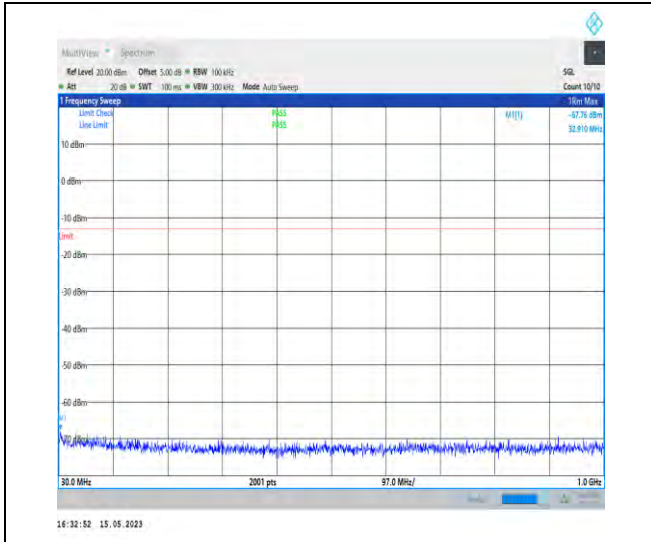 MultiView Spectrum
Ref Level 20.00 dBm Offset 5.00 dB RBW 100 kHz SGL
Att 20 dB SWT 100 ms VBW 300 kHz Mode Auto Sweep Count 10/10
1 Frequency Sweep 1Rm Max
Limit Check PASS M1[1] -67.76 dBm
Line Limit PASS 32.910 MHz
10 dBm
0 dBm
-10 dBm
Limit
-20 dBm
-30 dBm
-40 dBm
-50 dBm
-60 dBm
M1
-70 dBm
30.0 MHz 2001 pts 97.0 MHz/ 1.0 GHz
16:32:52 15.05.2023